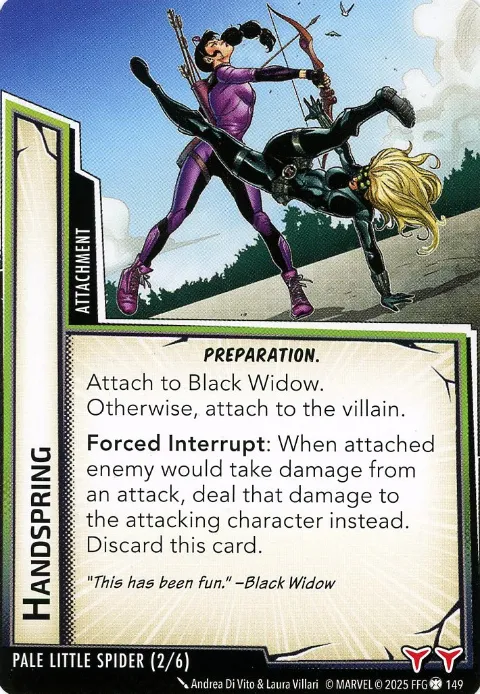 ATTACHMENT
HANDSPRING
PREPARATION.
Attach to Black Widow.
Otherwise, attach to the villain.
Forced Interrupt: When attached
enemy would take damage from
an attack, deal that damage to
the attacking character instead.
Discard this card.
"This has been fun." –Black Widow
PALE LITTLE SPIDER (2/6)
Andrea Di Vito & Laura Villari © MARVEL © 2025 FFG 149